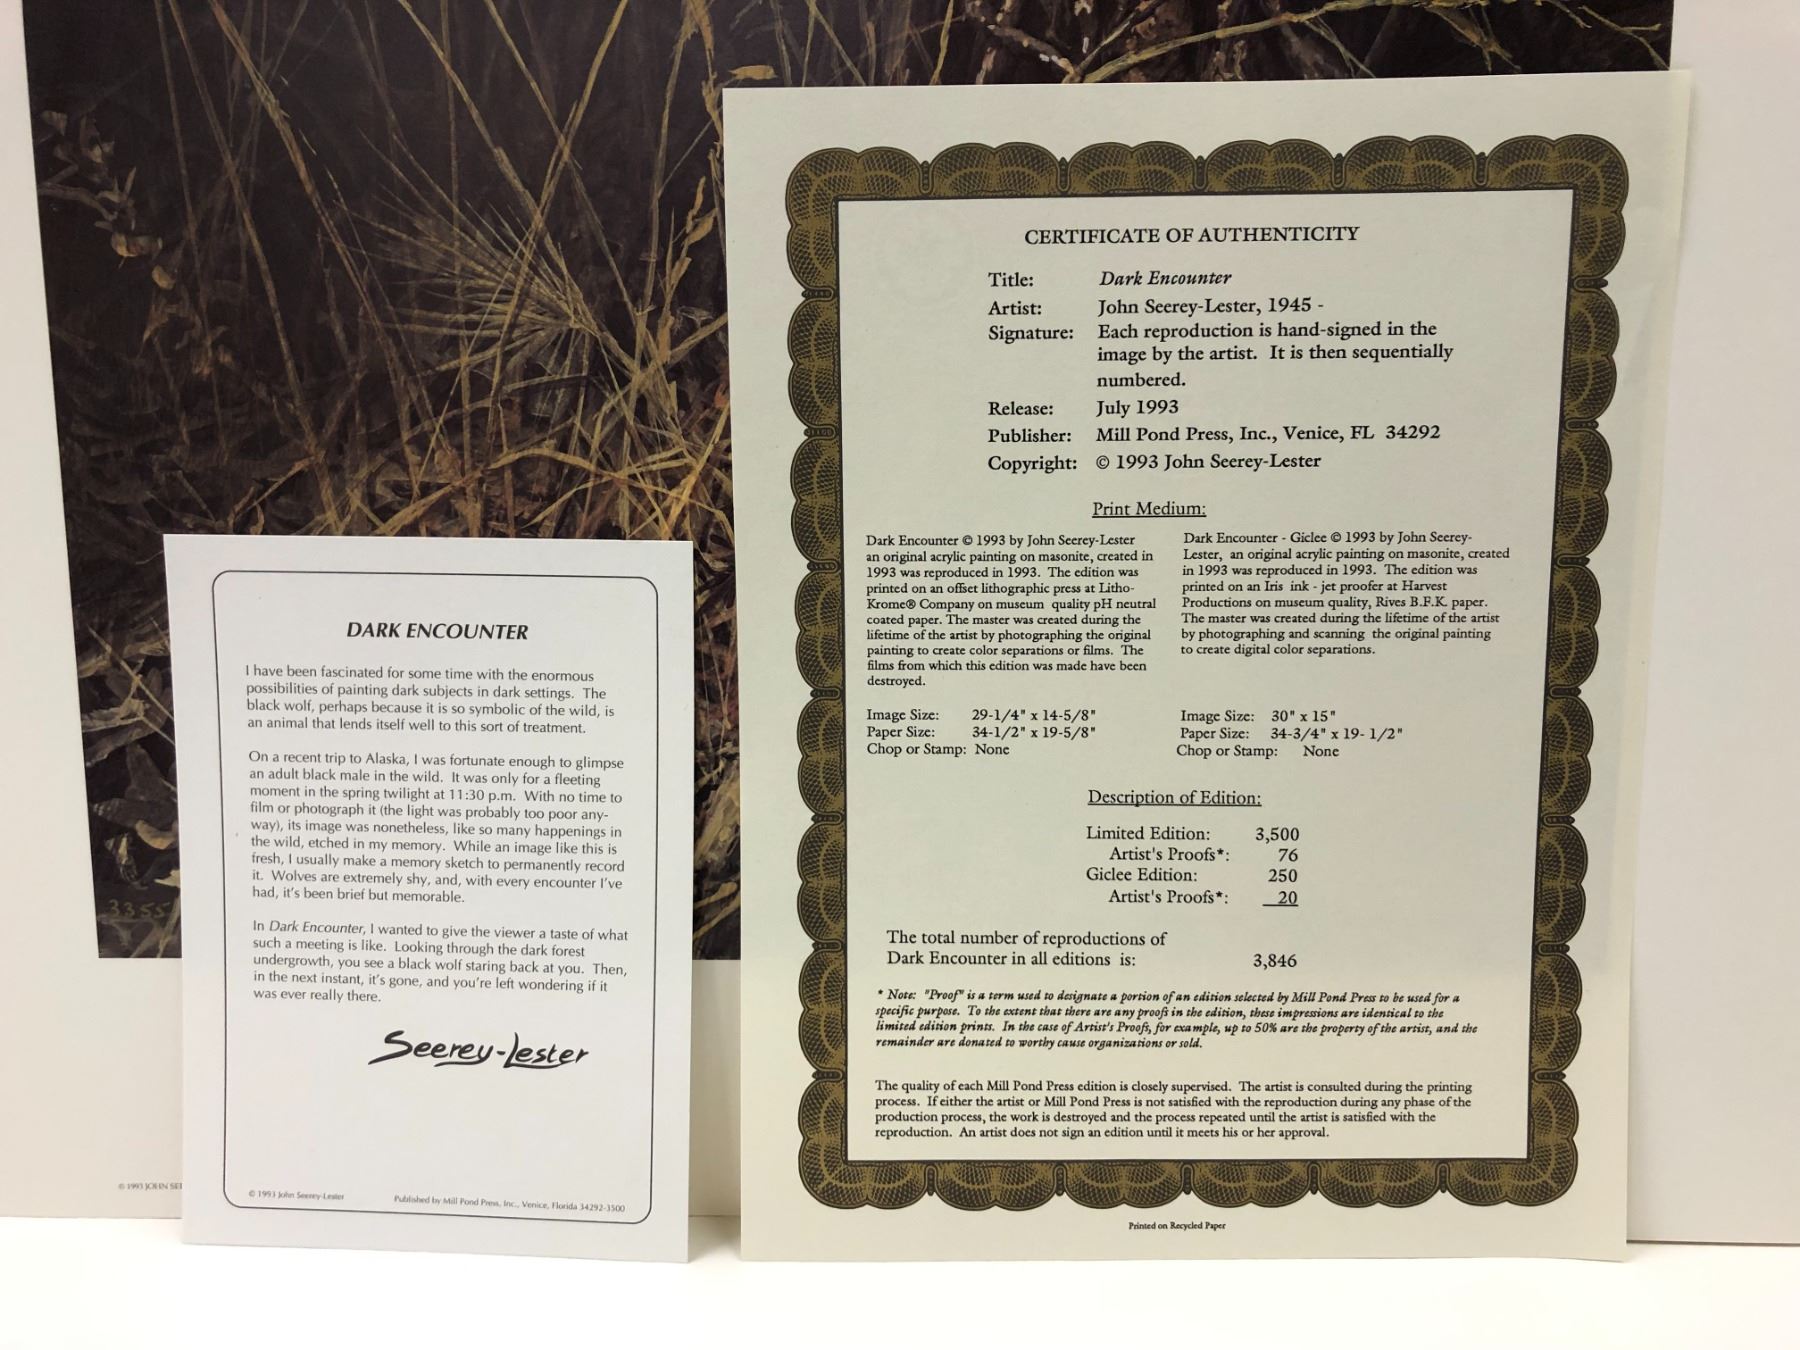 3355
© 1993 JOHN
DARK ENCOUNTER
I have been fascinated for some time with the enormous
possibilities of painting dark subjects in dark settings. The
black wolf, perhaps because it is so symbolic of the wild, is
an animal that lends itself well to this sort of treatment.
On a recent trip to Alaska, I was fortunate enough to glimpse
an adult black male in the wild. It was only for a fleeting
moment in the spring twilight at 11:30 p.m. With no time to
film or photograph it (the light was probably too poor any-
way), its image was nonetheless, like so many happenings in
the wild, etched in my memory. While an image like this is
fresh, I usually make a memory sketch to permanently record
it. Wolves are extremely shy, and, with every encounter I've
had, it's been brief but memorable.
In Dark Encounter, I wanted to give the viewer a taste of what
such a meeting is like. Looking through the dark forest
undergrowth, you see a black wolf staring back at you. Then,
in the next instant, it's gone, and you're left wondering if it
was ever really there.
Seerey-Lester
© 1993 John Seerey-Lester Published by Mill Pond Press, Inc., Venice, Florida 34292-3500
CERTIFICATE OF AUTHENTICITY
Title: Dark Encounter
Artist: John Seerey-Lester, 1945 -
Signature: Each reproduction is hand-signed in the
image by the artist. It is then sequentially
numbered.
Release: July 1993
Publisher: Mill Pond Press, Inc., Venice, FL 34292
Copyright: © 1993 John Seerey-Lester
Print Medium:
Dark Encounter © 1993 by John Seerey-Lester
an original acrylic painting on masonite, created in
1993 was reproduced in 1993. The edition was
printed on an offset lithographic press at Litho-
Krome® Company on museum quality pH neutral
coated paper. The master was created during the
lifetime of the artist by photographing the original
painting to create color separations or films. The
films from which this edition was made have been
destroyed.
Image Size: 29-1/4" x 14-5/8"
Paper Size: 34-1/2" x 19-5/8"
Chop or Stamp: None
Dark Encounter - Giclee © 1993 by John Seerey-
Lester, an original acrylic painting on masonite, created
in 1993 was reproduced in 1993. The edition was
printed on an Iris ink - jet proofer at Harvest
Productions on museum quality, Rives B.F.K. paper.
The master was created during the lifetime of the artist
by photographing and scanning the original painting
to create digital color separations.
Image Size: 30" x 15"
Paper Size: 34-3/4" x 19- 1/2"
Chop or Stamp: None
Description of Edition:
Limited Edition: 3,500
Artist's Proofs*: 76
Giclee Edition: 250
Artist's Proofs*: 20
The total number of reproductions of
Dark Encounter in all editions is: 3,846
* Note: "Proof" is a term used to designate a portion of an edition selected by Mill Pond Press to be used for a
specific purpose. To the extent that there are any proofs in the edition, these impressions are identical to the
limited edition prints. In the case of Artist's Proofs, for example, up to 50% are the property of the artist, and the
remainder are donated to worthy cause organizations or sold.
The quality of each Mill Pond Press edition is closely supervised. The artist is consulted during the printing
process. If either the artist or Mill Pond Press is not satisfied with the reproduction during any phase of the
production process, the work is destroyed and the process repeated until the artist is satisfied with the
reproduction. An artist does not sign an edition until it meets his or her approval.
Printed on Recycled Paper